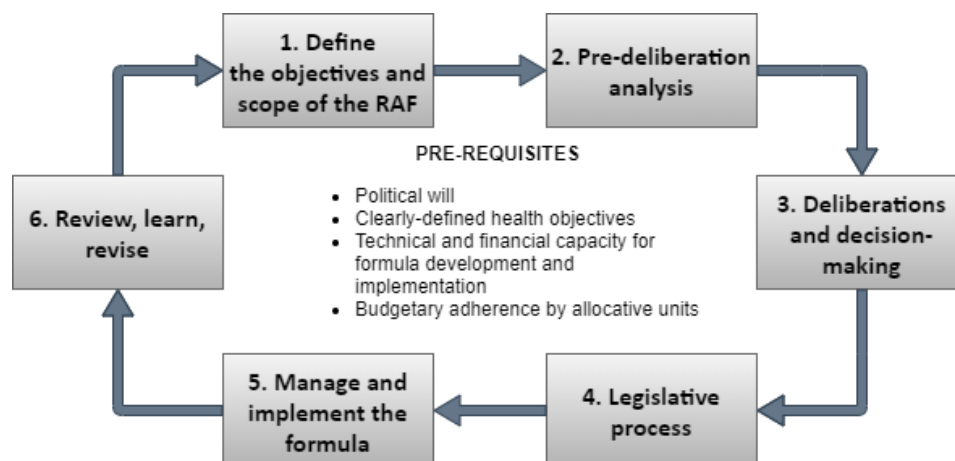 1. Define
the objectives and
scope of the RAF
2. Pre-deliberation
analysis
3. Deliberations
and decision-
making
4. Legislative
process
5. Manage and
implement the
formula
6. Review, learn,
revise
PRE-REQUISITES
• Political will
• Clearly-defined health objectives
• Technical and financial capacity for
formula development and
implementation
• Budgetary adherence by allocative units